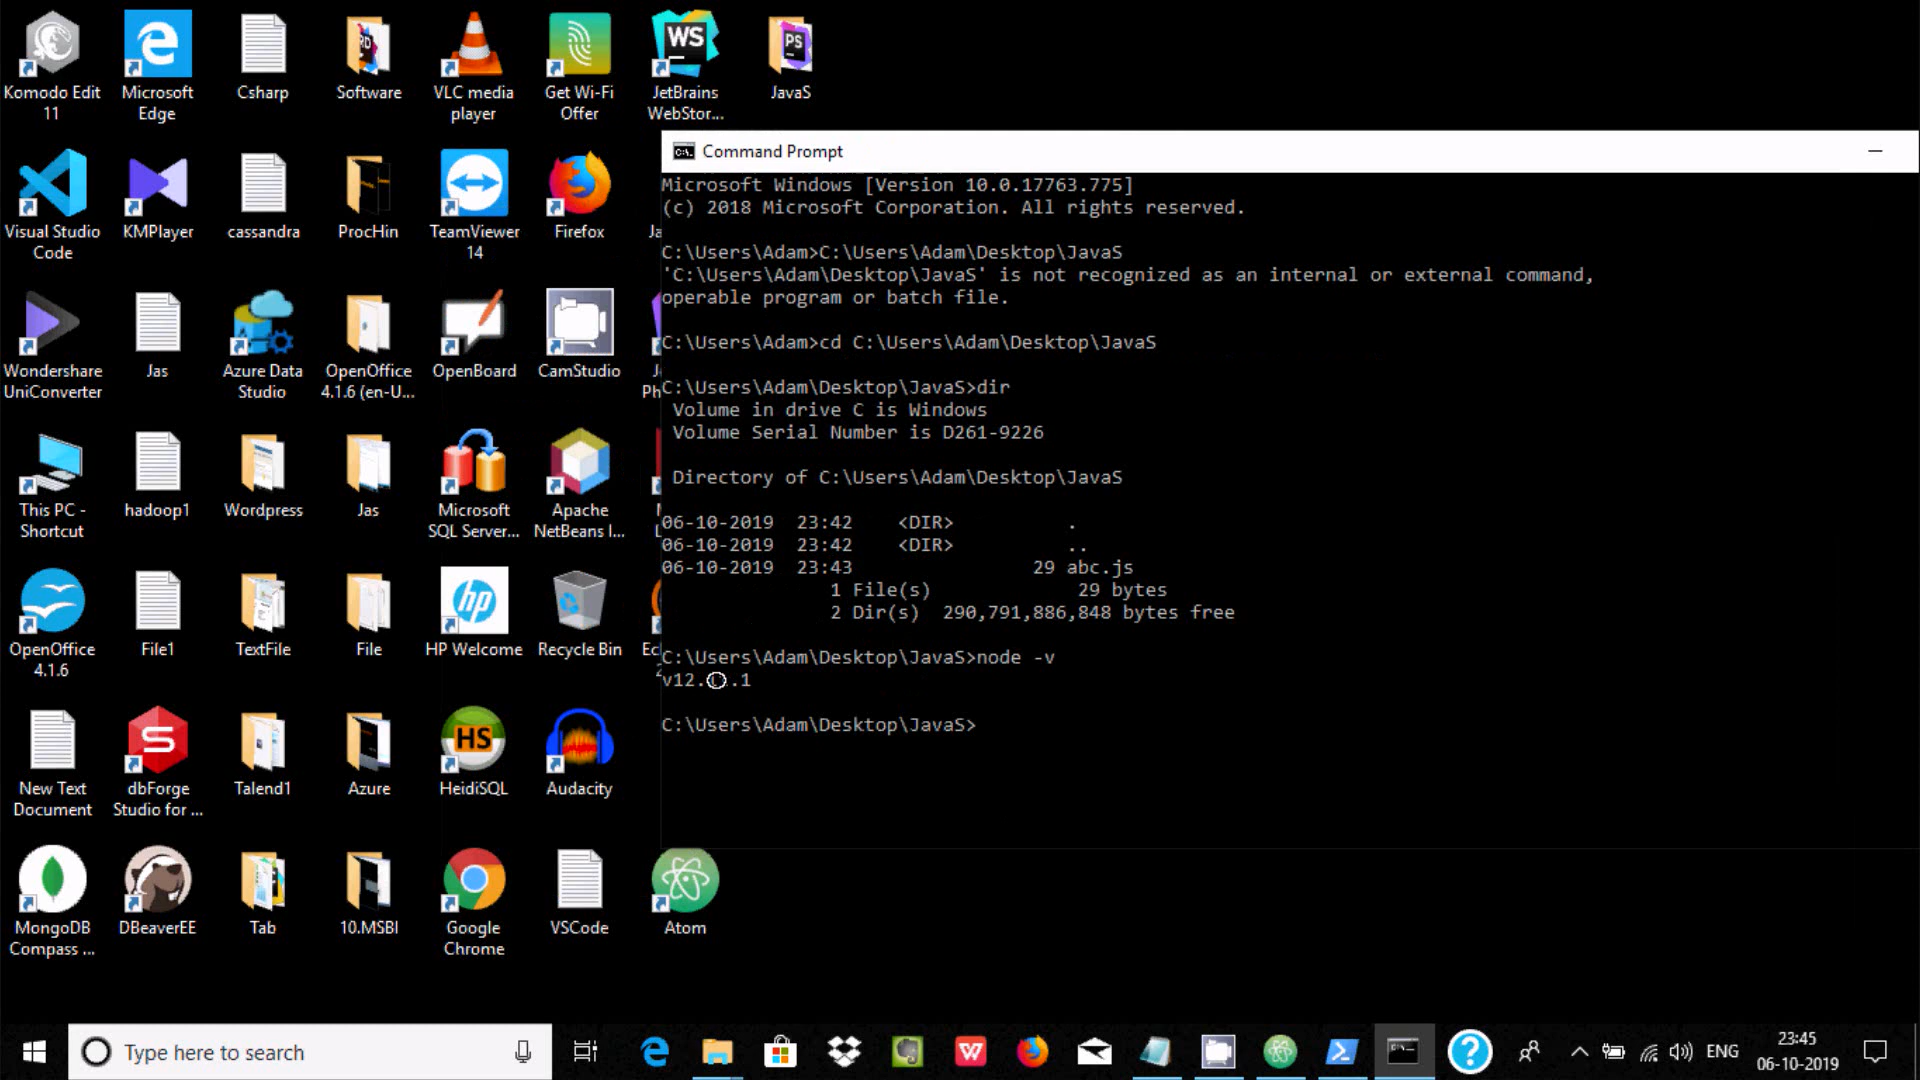 Komodo Edit
11
Microsoft
Edge
Csharp
Software
VLC media
player
Get Wi-Fi
Offer
JetBrains
WebStor...
JavaS
Visual Studio
Code
KMPlayer
cassandra
ProcHin
TeamViewer
14
Firefox
Wondershare
UniConverter
Jas
Azure Data
Studio
OpenOffice
4.1.6 (en-U...
OpenBoard
CamStudio
This PC -
Shortcut
hadoop1
Wordpress
Jas
Microsoft
SQL Server...
Apache
NetBeans I...
OpenOffice
4.1.6
File1
TextFile
File
HP Welcome
Recycle Bin
New Text
Document
dbForge
Studio for ...
Talend1
Azure
HeidiSQL
Audacity
MongoDB
Compass ...
DBeaverEE
Tab
10.MSBI
Google
Chrome
VSCode
Atom
Command Prompt
Microsoft Windows [Version 10.0.17763.775]
(c) 2018 Microsoft Corporation. All rights reserved.
C:\Users\Adam>C:\Users\Adam\Desktop\JavaS
'C:\Users\Adam\Desktop\JavaS' is not recognized as an internal or external command,
operable program or batch file.
C:\Users\Adam>cd C:\Users\Adam\Desktop\JavaS
C:\Users\Adam\Desktop\JavaS>dir
Volume in drive C is Windows
Volume Serial Number is D261-9226
Directory of C:\Users\Adam\Desktop\JavaS
06-10-2019 23:42 <DIR> .
06-10-2019 23:42 <DIR> ..
06-10-2019 23:43 29 abc.js
1 File(s) 29 bytes
2 Dir(s) 290,791,886,848 bytes free
C:\Users\Adam\Desktop\JavaS>node -v
C:\Users\Adam\Desktop\JavaS>
Type here to search
ENG
23:45
06-10-2019